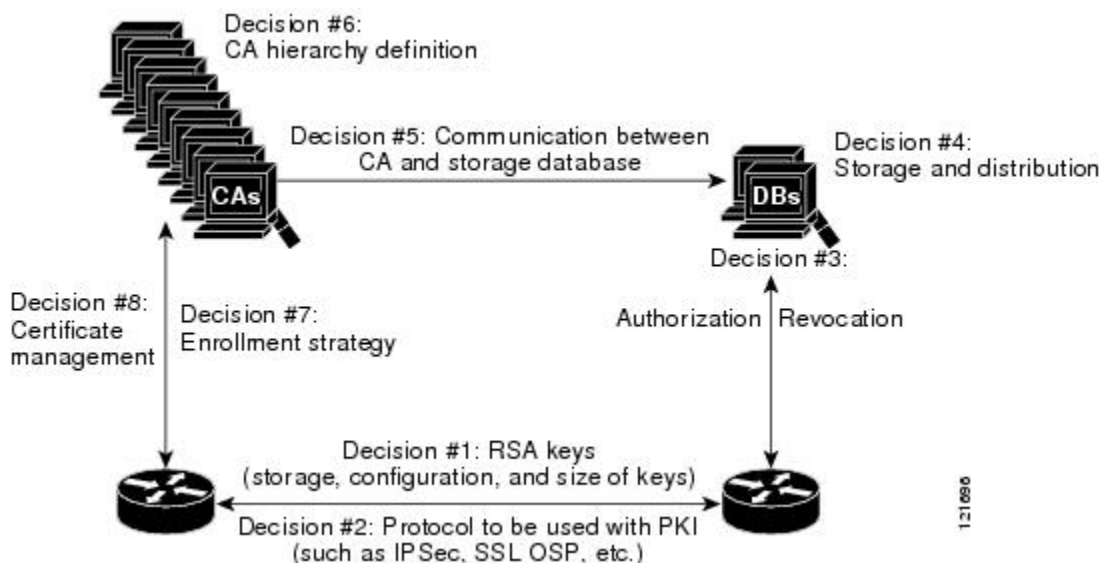 Decision #6:
CA hierarchy definition
Decision #5: Communication between
CA and storage database
Decision #4:
Storage and distribution
CAs
DBs
Decision #3:
Decision #8:
Certificate
management
Decision #7:
Enrollment strategy
Authorization
Revocation
Decision #1: RSA keys
(storage, configuration, and size of keys)
Decision #2: Protocol to be used with PKI
(such as IPSec, SSL OSP, etc.)
121696